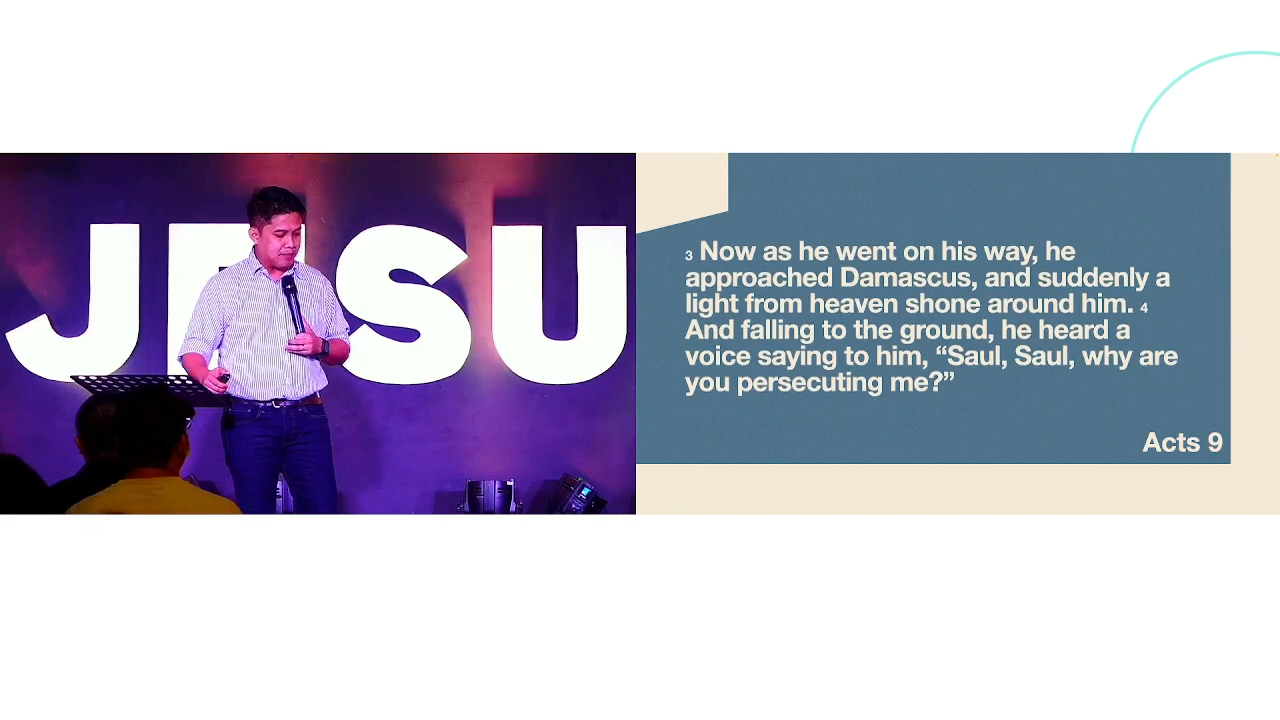 JESU
3 Now as he went on his way, he
approached Damascus, and suddenly a
light from heaven shone around him. 4
And falling to the ground, he heard a
voice saying to him, “Saul, Saul, why are
you persecuting me?”
Acts 9